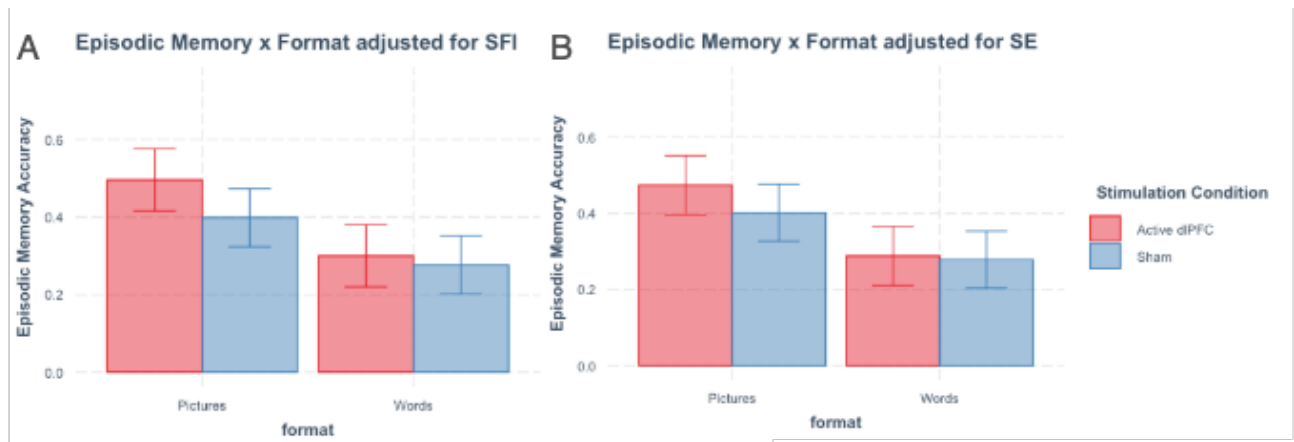 A
Episodic Memory x Format adjusted for SFI
Episodic Memory Accuracy
0.6
0.4
0.2
0.0
Pictures
Words
format
B
Episodic Memory x Format adjusted for SE
Episodic Memory Accuracy
0.6
0.4
0.2
0.0
Pictures
Words
format
Stimulation Condition
Active dlPFC
Sham